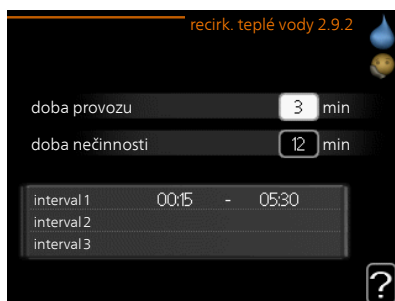 recirk. teplé vody 2.9.2
doba provozu 3 min
doba nečinnosti 12 min
interval 1 00:15 - 05:30
interval 2
interval 3
?